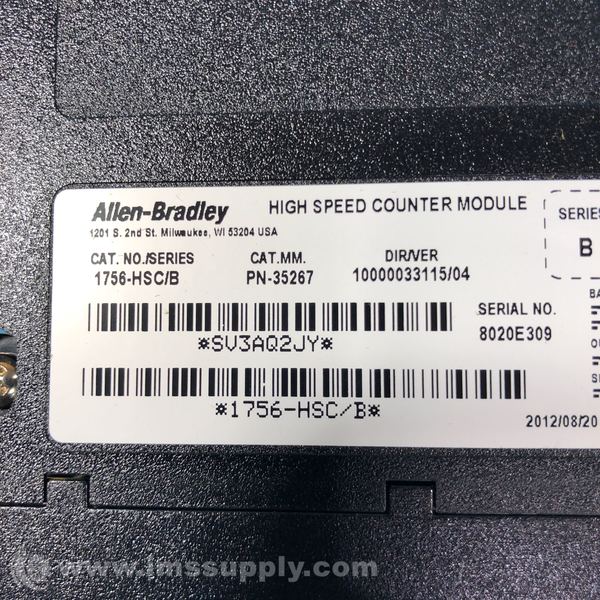 Allen-Bradley
HIGH SPEED COUNTER MODULE
1201 S. 2nd St. Milwaukee, WI 53204 USA
SERIES
B
CAT. NO./SERIES
CAT.MM.
DIR/VER
1756-HSC/B
PN-35267
10000033115/04
SERIAL NO.
8020E309
*SV3AQ2JY*
*1756-HSC/B*
2012/08/20
www.imssupply.com